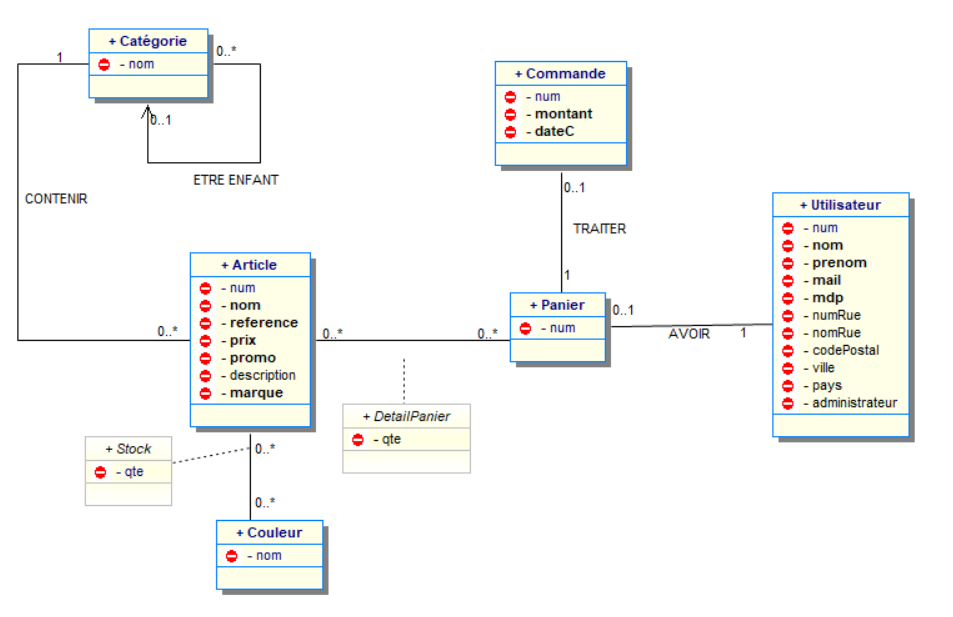 + Catégorie
- nom
1
0..*
0..1
ETRE ENFANT
CONTENIR
+ Commande
- num
- montant
- dateC
0..1
TRAITER
1
+ Utilisateur
- num
- nom
- prenom
- mail
- mdp
- numRue
- nomRue
- codePostal
- ville
- pays
- administrateur
+ Article
- num
- nom
- reference
- prix
- promo
- description
- marque
0..*
0..*
0..*
+ Panier
- num
0..1
AVOIR
1
+ DetailPanier
- qte
+ Stock
- qte
0..*
0..*
+ Couleur
- nom